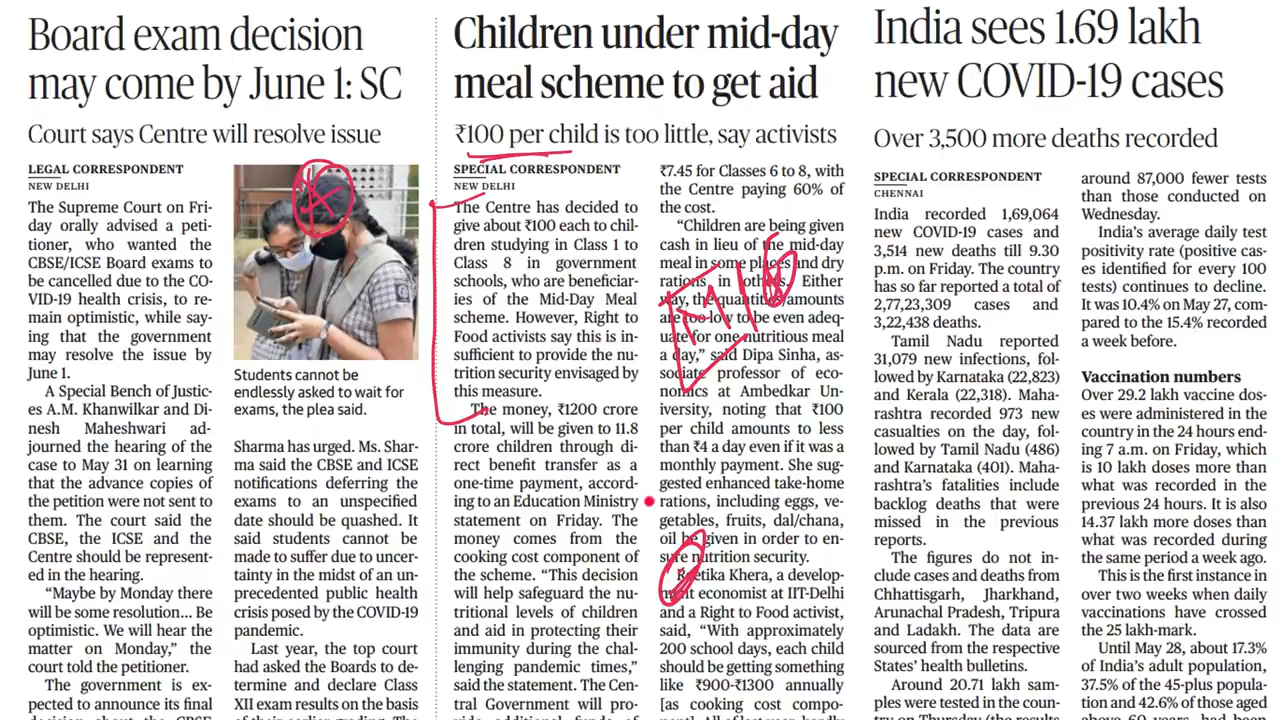 Board exam decision
may come by June 1: SC
Court says Centre will resolve issue
LEGAL CORRESPONDENT
NEW DELHI
The Supreme Court on Fri-
day orally advised a peti-
tioner, who wanted the
CBSE/ICSE Board exams to
be cancelled due to the CO-
VID-19 health crisis, to re-
main optimistic, while say-
ing that the government
may resolve the issue by
June 1.
A Special Bench of Justic-
es A.M. Khanwilkar and Di-
nesh Maheshwari ad-
journed the hearing of the
case to May 31 on learning
that the advance copies of
the petition were not sent to
them. The court said the
CBSE, the ICSE and the
Centre should be represent-
ed in the hearing.
“Maybe by Monday there
will be some resolution... Be
optimistic. We will hear the
matter on Monday,” the
court told the petitioner.
The government is ex-
pected to announce its final
decision about the CBSE
Students cannot be
endlessly asked to wait for
exams, the plea said.
Sharma has urged. Ms. Shar-
ma said the CBSE and ICSE
notifications deferring the
exams to an unspecified
date should be quashed. It
said students cannot be
made to suffer due to uncer-
tainty in the midst of an un-
precedented public health
crisis posed by the COVID-19
pandemic.
Last year, the top court
had asked the Boards to de-
termine and declare Class
XII exam results on the basis
of their earlier grading. The
Children under mid-day
meal scheme to get aid
₹100 per child is too little, say activists
SPECIAL CORRESPONDENT
NEW DELHI
The Centre has decided to
give about ₹100 each to chil-
dren studying in Class 1 to
Class 8 in government
schools, who are beneficiar-
ies of the Mid-Day Meal
scheme. However, Right to
Food activists say this is in-
sufficient to provide the nu-
trition security envisaged by
this measure.
The money, ₹1200 crore
in total, will be given to 11.8
crore children through di-
rect benefit transfer as a
one-time payment, accord-
ing to an Education Ministry
statement on Friday. The
money comes from the
cooking cost component of
the scheme. “This decision
will help safeguard the nu-
tritional levels of children
and aid in protecting their
immunity during the chal-
lenging pandemic times,”
said the statement. The Cen-
tral Government will pro-
vide additional funds of
₹7.45 for Classes 6 to 8, with
the Centre paying 60% of
the cost.
“Children are being given
cash in lieu of the mid-day
meal in some places and dry
rations in others. Either
way, the quantities/amounts
are too low to be even adeq-
uate for one nutritious meal
a day,” said Dipa Sinha, as-
sociate professor of eco-
nomics at Ambedkar Un-
iversity, noting that ₹100
per child amounts to less
than ₹4 a day even if it was a
monthly payment. She sug-
gested enhanced take-home
rations, including eggs, ve-
getables, fruits, dal/chana,
oil be given in order to en-
sure nutrition security.
Reetika Khera, a develop-
ment economist at IIT-Delhi
and a Right to Food activist,
said, “With approximately
200 school days, each child
should be getting something
like ₹900-₹1300 annually
[as cooking cost compo-
India sees 1.69 lakh
new COVID-19 cases
Over 3,500 more deaths recorded
SPECIAL CORRESPONDENT
CHENNAI
India recorded 1,69,064
new COVID-19 cases and
3,514 new deaths till 9.30
p.m. on Friday. The country
has so far reported a total of
2,77,23,309 cases and
3,22,438 deaths.
Tamil Nadu reported
31,079 new infections, fol-
lowed by Karnataka (22,823)
and Kerala (22,318). Maha-
rashtra recorded 973 new
casualties on the day, fol-
lowed by Tamil Nadu (486)
and Karnataka (401). Maha-
rashtra’s fatalities include
backlog deaths that were
missed in the previous
reports.
The figures do not in-
clude cases and deaths from
Chhattisgarh, Jharkhand,
Arunachal Pradesh, Tripura
and Ladakh. The data are
sourced from the respective
States’ health bulletins.
Around 20.71 lakh sam-
ples were tested in the coun-
try on Thursday (the results
around 87,000 fewer tests
than those conducted on
Wednesday.
India’s average daily test
positivity rate (positive cas-
es identified for every 100
tests) continues to decline.
It was 10.4% on May 27, com-
pared to the 15.4% recorded
a week before.
Vaccination numbers
Over 29.2 lakh vaccine dos-
es were administered in the
country in the 24 hours end-
ing 7 a.m. on Friday, which
is 10 lakh doses more than
what was recorded in the
previous 24 hours. It is also
14.37 lakh more doses than
what was recorded during
the same period a week ago.
This is the first instance in
over two weeks when daily
vaccinations have crossed
the 25 lakh-mark.
Until May 28, about 17.3%
of India’s adult population,
37.5% of the 45-plus popula-
tion and 42.6% of those aged
above 60 years had been